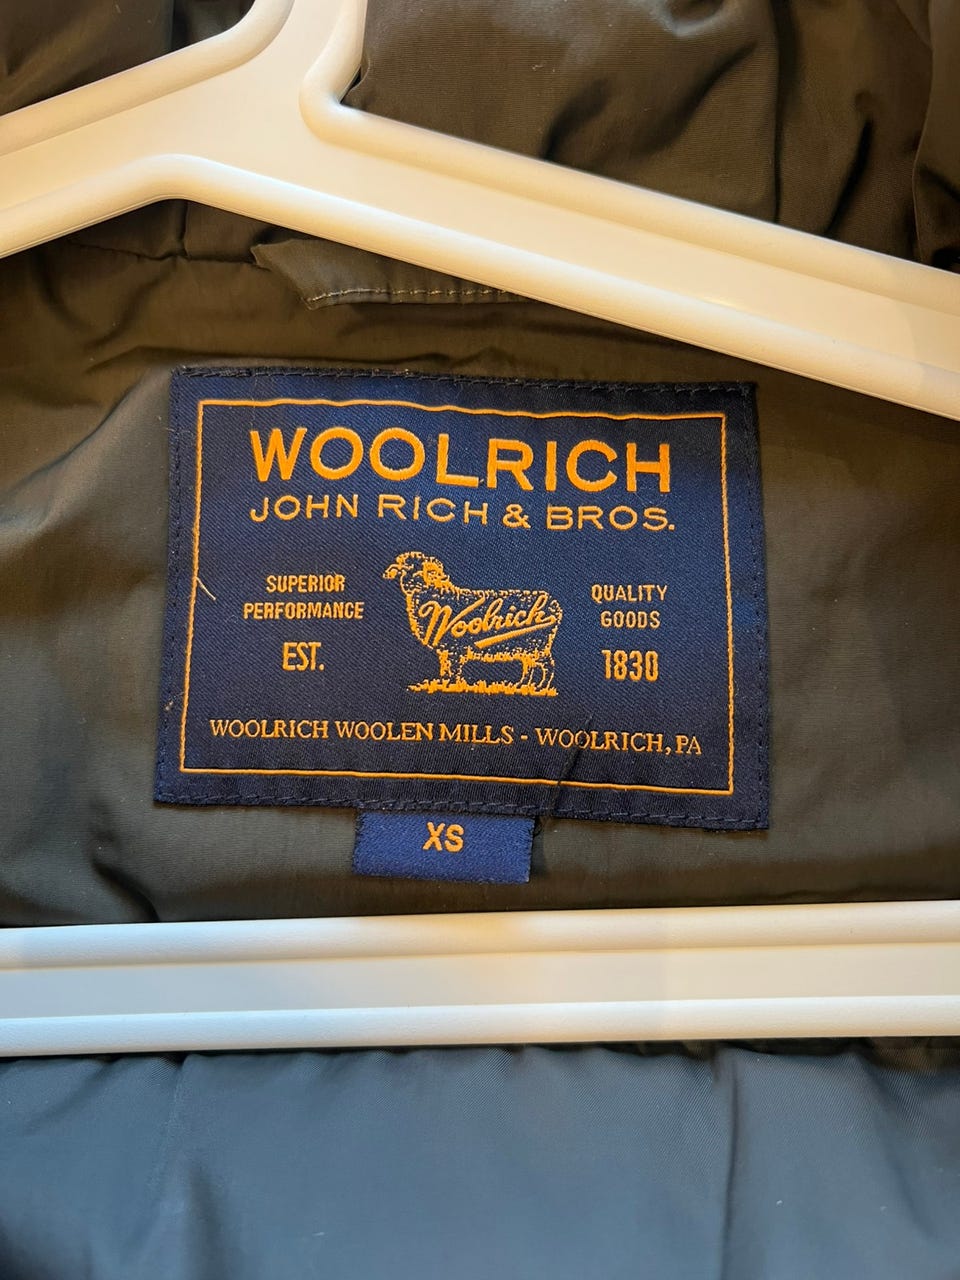 WOOLRICH
JOHN RICH & BROS.
SUPERIOR
PERFORMANCE
EST.
Woolrich
QUALITY
GOODS
1830
WOOLRICH WOOLEN MILLS - WOOLRICH, PA
XS